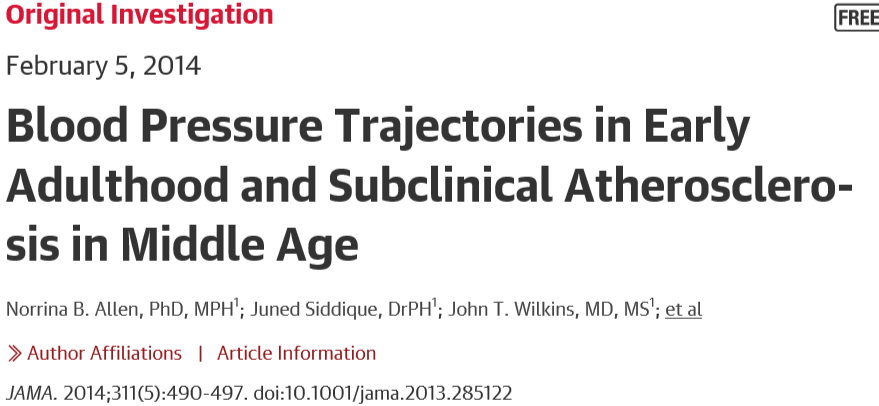 Original Investigation
FREE
February 5, 2014
Blood Pressure Trajectories in Early
Adulthood and Subclinical Atherosclero-
sis in Middle Age
Norrina B. Allen, PhD, MPH1; Juned Siddique, DrPH1; John T. Wilkins, MD, MS1; et al
Author Affiliations | Article Information
JAMA. 2014;311(5):490-497. doi:10.1001/jama.2013.285122